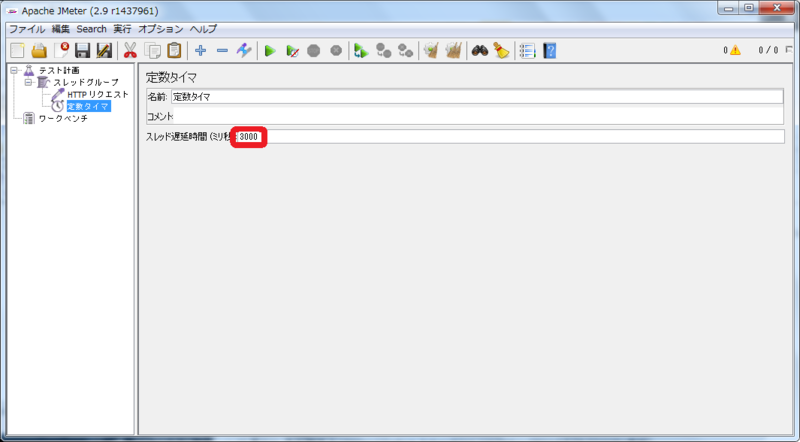 Apache JMeter (2.9 r1437961)
ファイル 編集 Search 実行 オプション ヘルプ
0 0 / 0
テスト計画
スレッドグループ
HTTP リクエスト
定数タイマ
ワークベンチ
定数タイマ
名前: 定数タイマ
コメント
スレッド遅延時間 (ミリ秒 3000